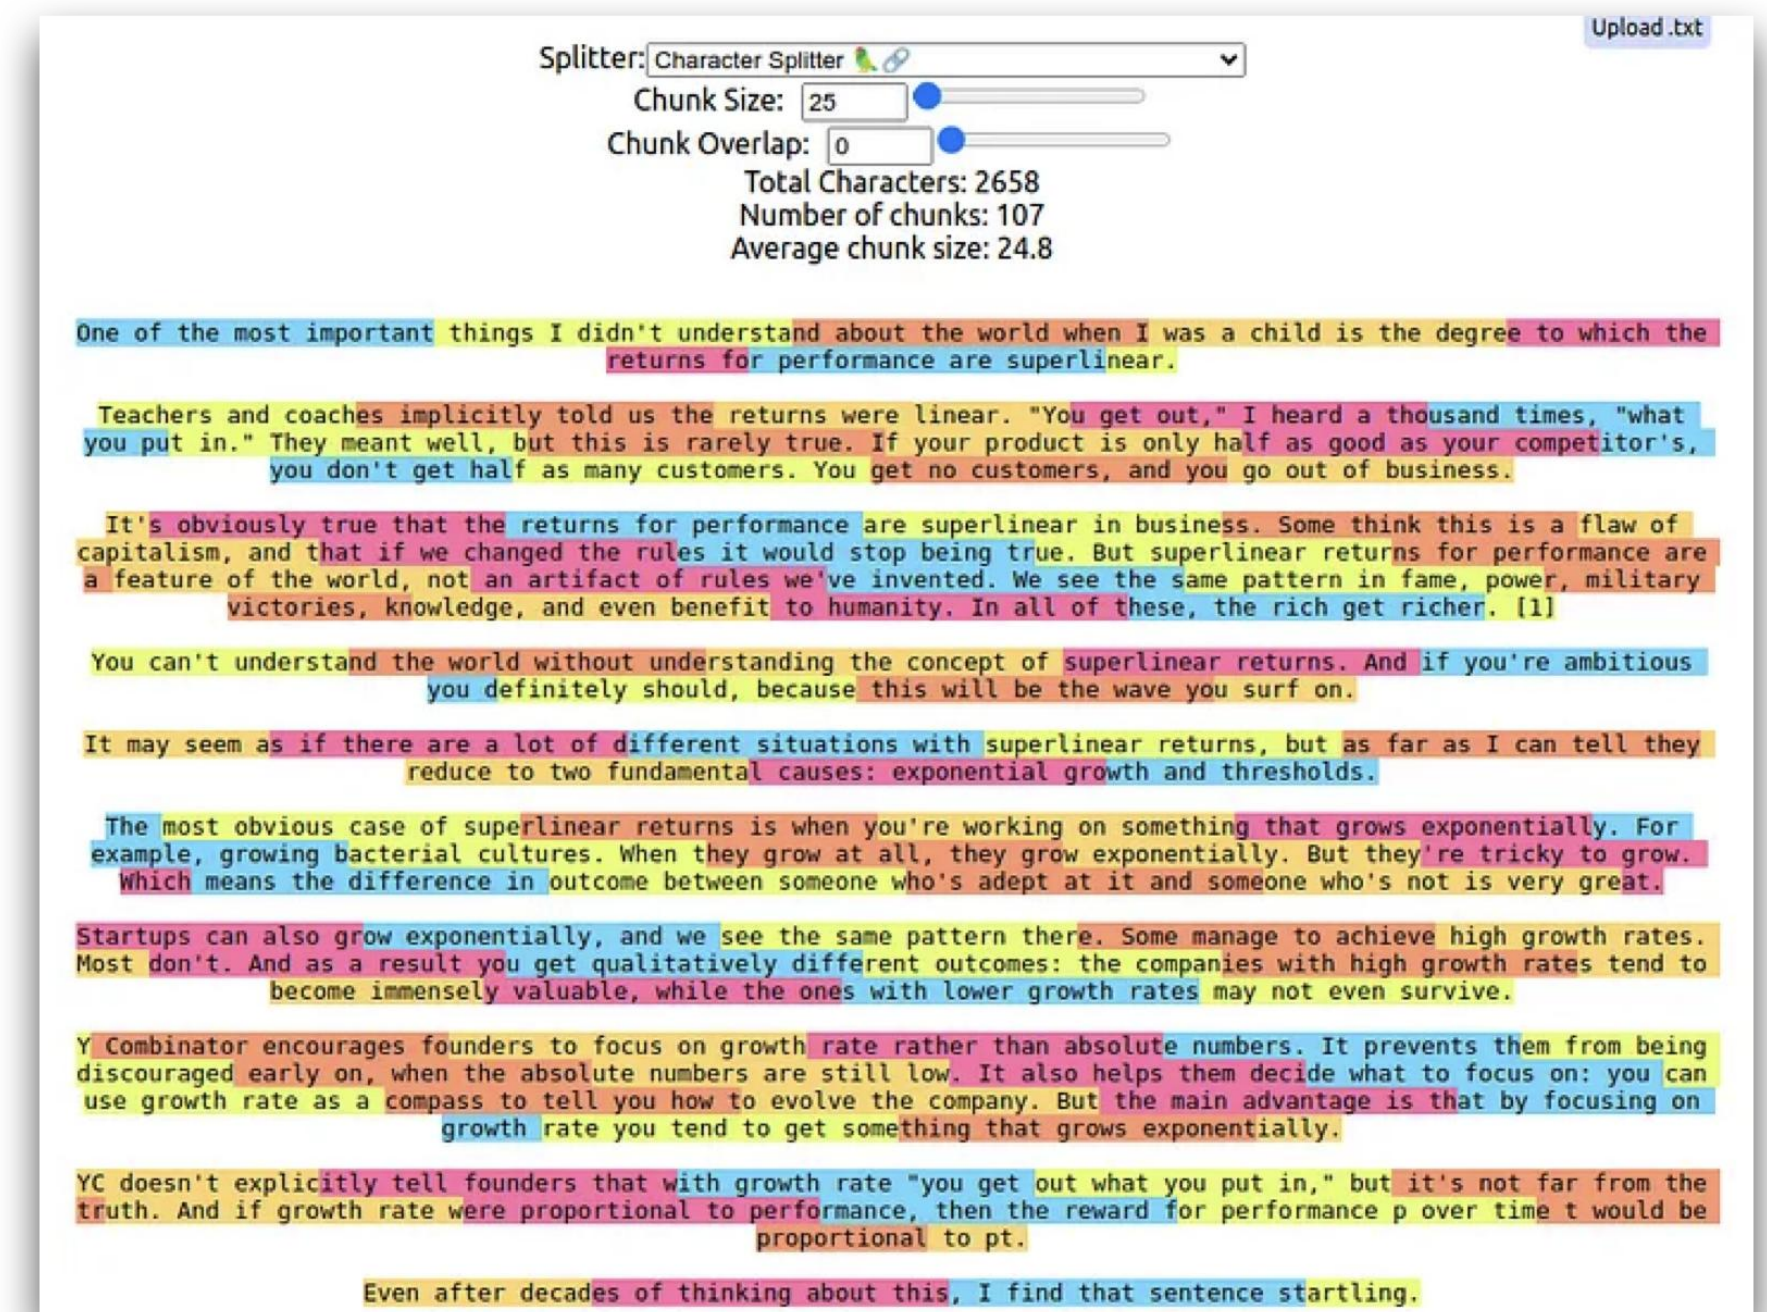 Upload .txt
Splitter: Character Splitter 🦜🔗
Chunk Size: 25
Chunk Overlap: 0
Total Characters: 2658
Number of chunks: 107
Average chunk size: 24.8
One of the most important things I didn't understand about the world when I was a child is the degree to which the
returns for performance are superlinear.
Teachers and coaches implicitly told us the returns were linear. "You get out," I heard a thousand times, "what
you put in." They meant well, but this is rarely true. If your product is only half as good as your competitor's,
you don't get half as many customers. You get no customers, and you go out of business.
It's obviously true that the returns for performance are superlinear in business. Some think this is a flaw of
capitalism, and that if we changed the rules it would stop being true. But superlinear returns for performance are
a feature of the world, not an artifact of rules we've invented. We see the same pattern in fame, power, military
victories, knowledge, and even benefit to humanity. In all of these, the rich get richer. [1]
You can't understand the world without understanding the concept of superlinear returns. And if you're ambitious
you definitely should, because this will be the wave you surf on.
It may seem as if there are a lot of different situations with superlinear returns, but as far as I can tell they
reduce to two fundamental causes: exponential growth and thresholds.
The most obvious case of superlinear returns is when you're working on something that grows exponentially. For
example, growing bacterial cultures. When they grow at all, they grow exponentially. But they're tricky to grow.
Which means the difference in outcome between someone who's adept at it and someone who's not is very great.
Startups can also grow exponentially, and we see the same pattern there. Some manage to achieve high growth rates.
Most don't. And as a result you get qualitatively different outcomes: the companies with high growth rates tend to
become immensely valuable, while the ones with lower growth rates may not even survive.
Y Combinator encourages founders to focus on growth rate rather than absolute numbers. It prevents them from being
discouraged early on, when the absolute numbers are still low. It also helps them decide what to focus on: you can
use growth rate as a compass to tell you how to evolve the company. But the main advantage is that by focusing on
growth rate you tend to get something that grows exponentially.
YC doesn't explicitly tell founders that with growth rate "you get out what you put in," but it's not far from the
truth. And if growth rate were proportional to performance, then the reward for performance p over time t would be
proportional to pt.
Even after decades of thinking about this, I find that sentence startling.